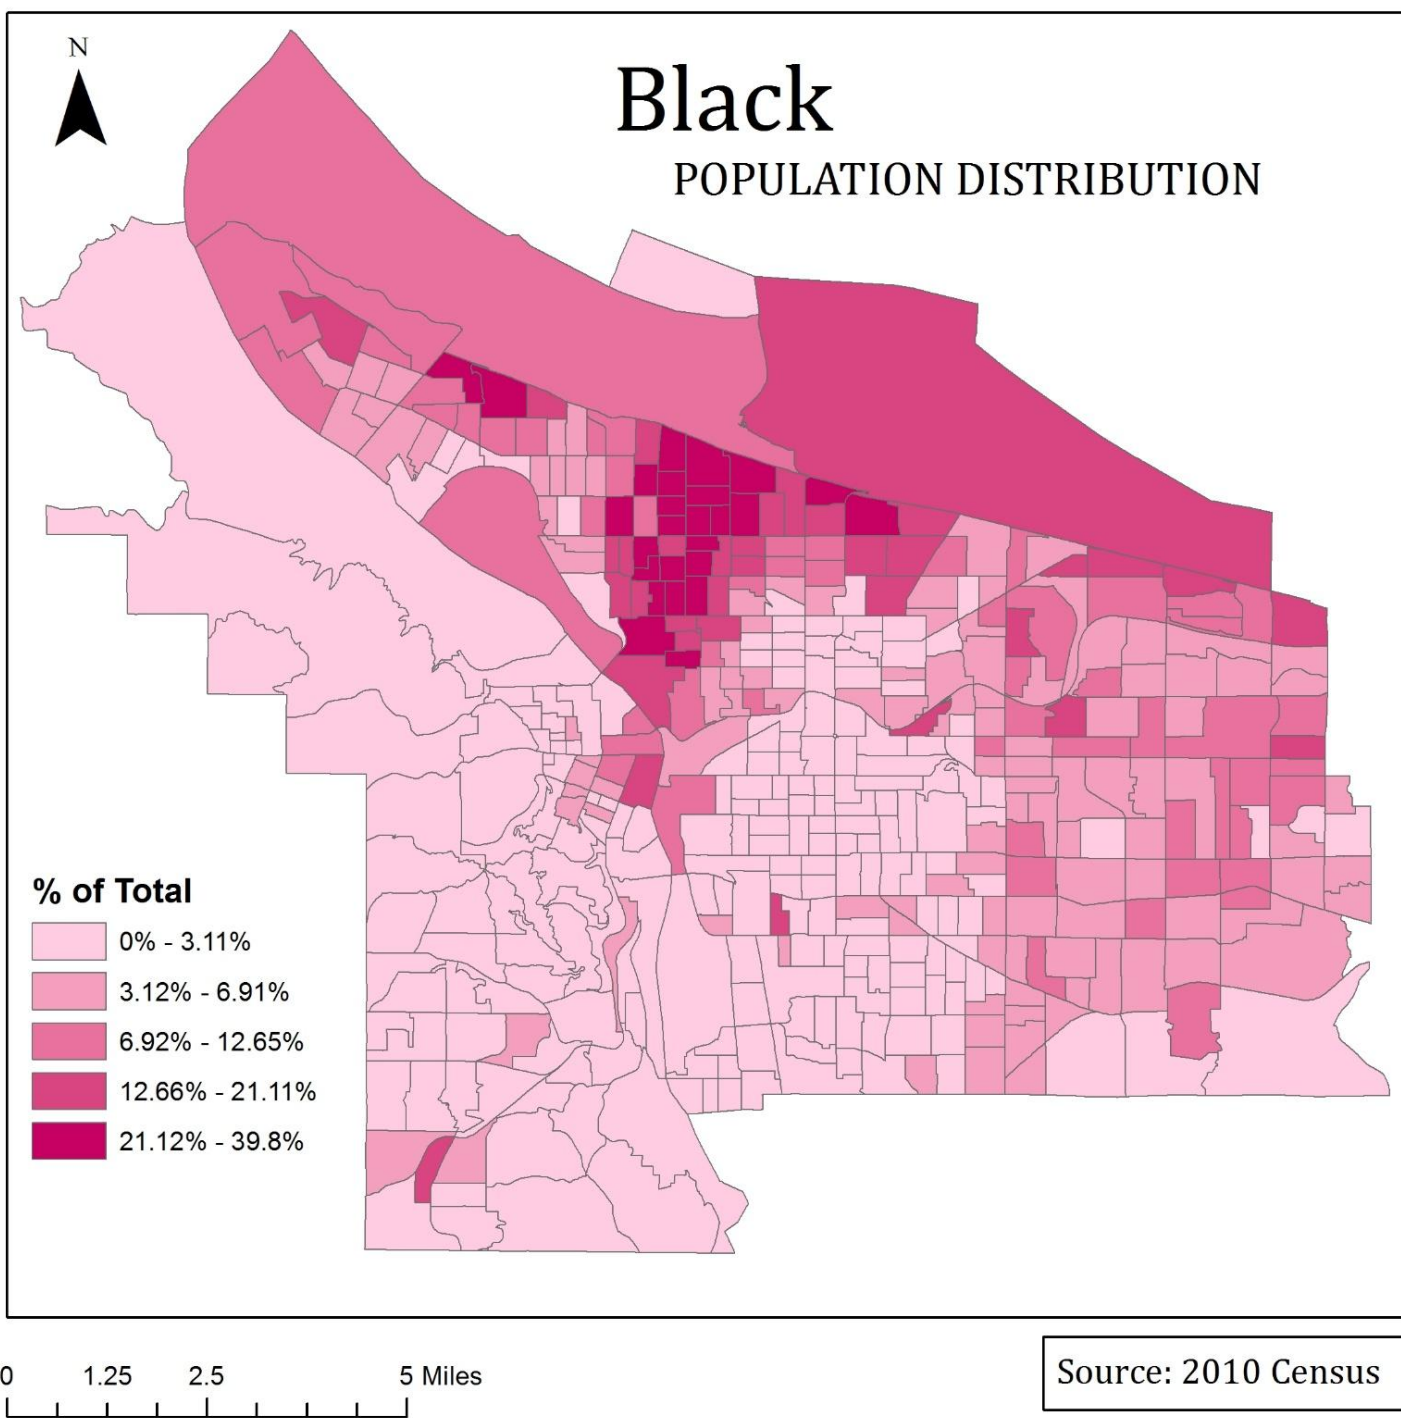 N
Black
POPULATION DISTRIBUTION
% of Total
0% - 3.11%
3.12% - 6.91%
6.92% - 12.65%
12.66% - 21.11%
21.12% - 39.8%
0 1.25 2.5 5 Miles
Source: 2010 Census